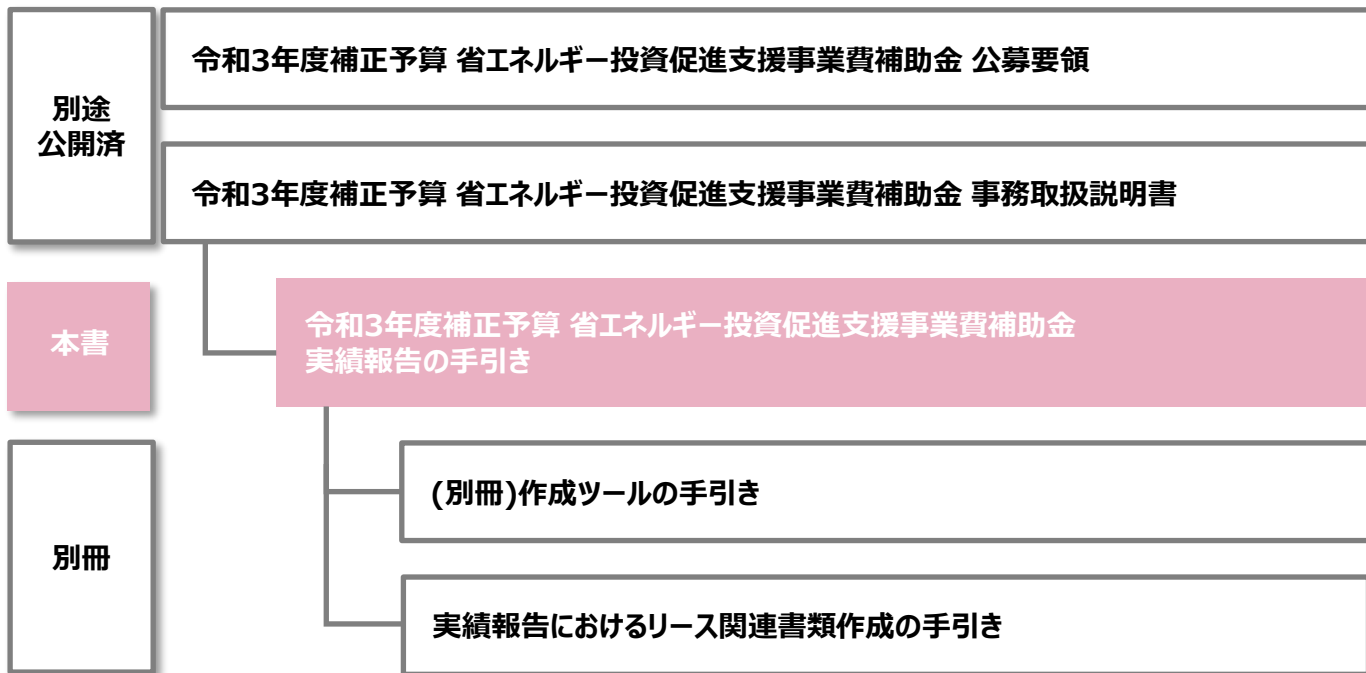 別途
公開済
令和3年度補正予算 省エネルギー投資促進支援事業費補助金 公募要領
令和3年度補正予算 省エネルギー投資促進支援事業費補助金 事務取扱説明書
本書
令和3年度補正予算 省エネルギー投資促進支援事業費補助金
実績報告の手引き
別冊
(別冊)作成ツールの手引き
実績報告におけるリース関連書類作成の手引き